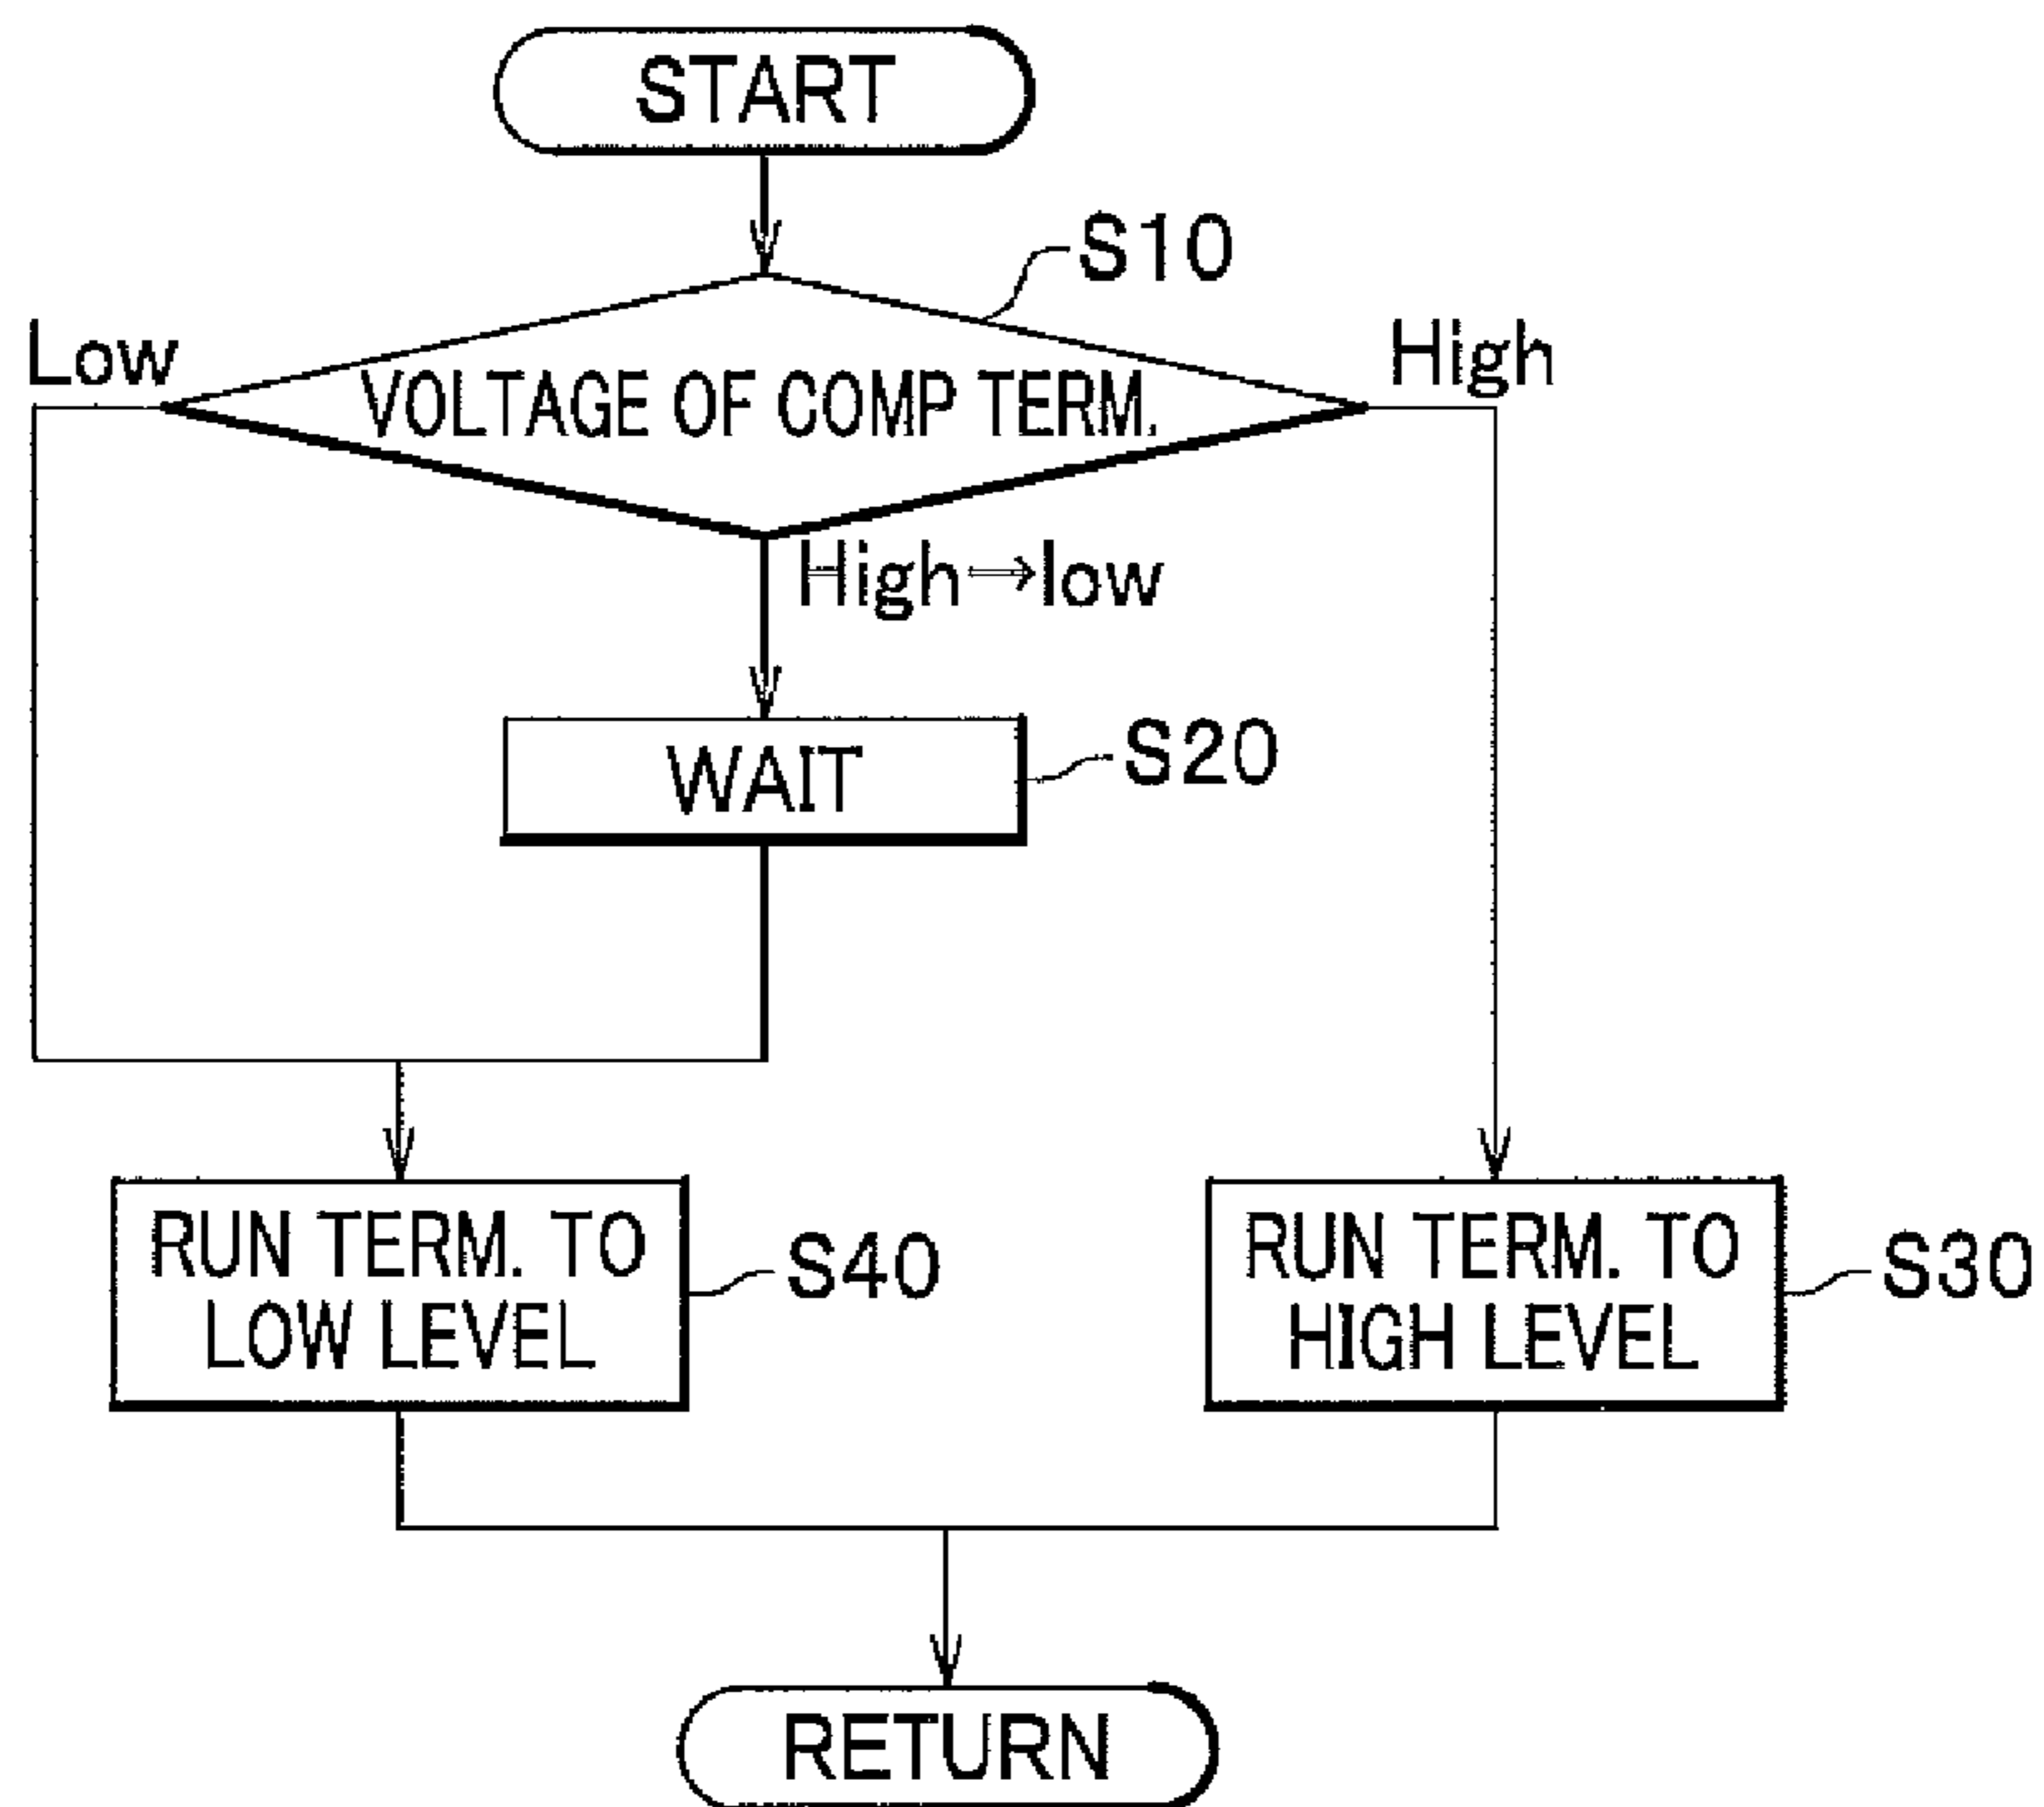 START
S10
Low
High
VOLTAGE OF COMP TERM.
High⇒low
WAIT
S20
RUN TERM. TO
LOW LEVEL
S40
RUN TERM. TO
HIGH LEVEL
S30
RETURN